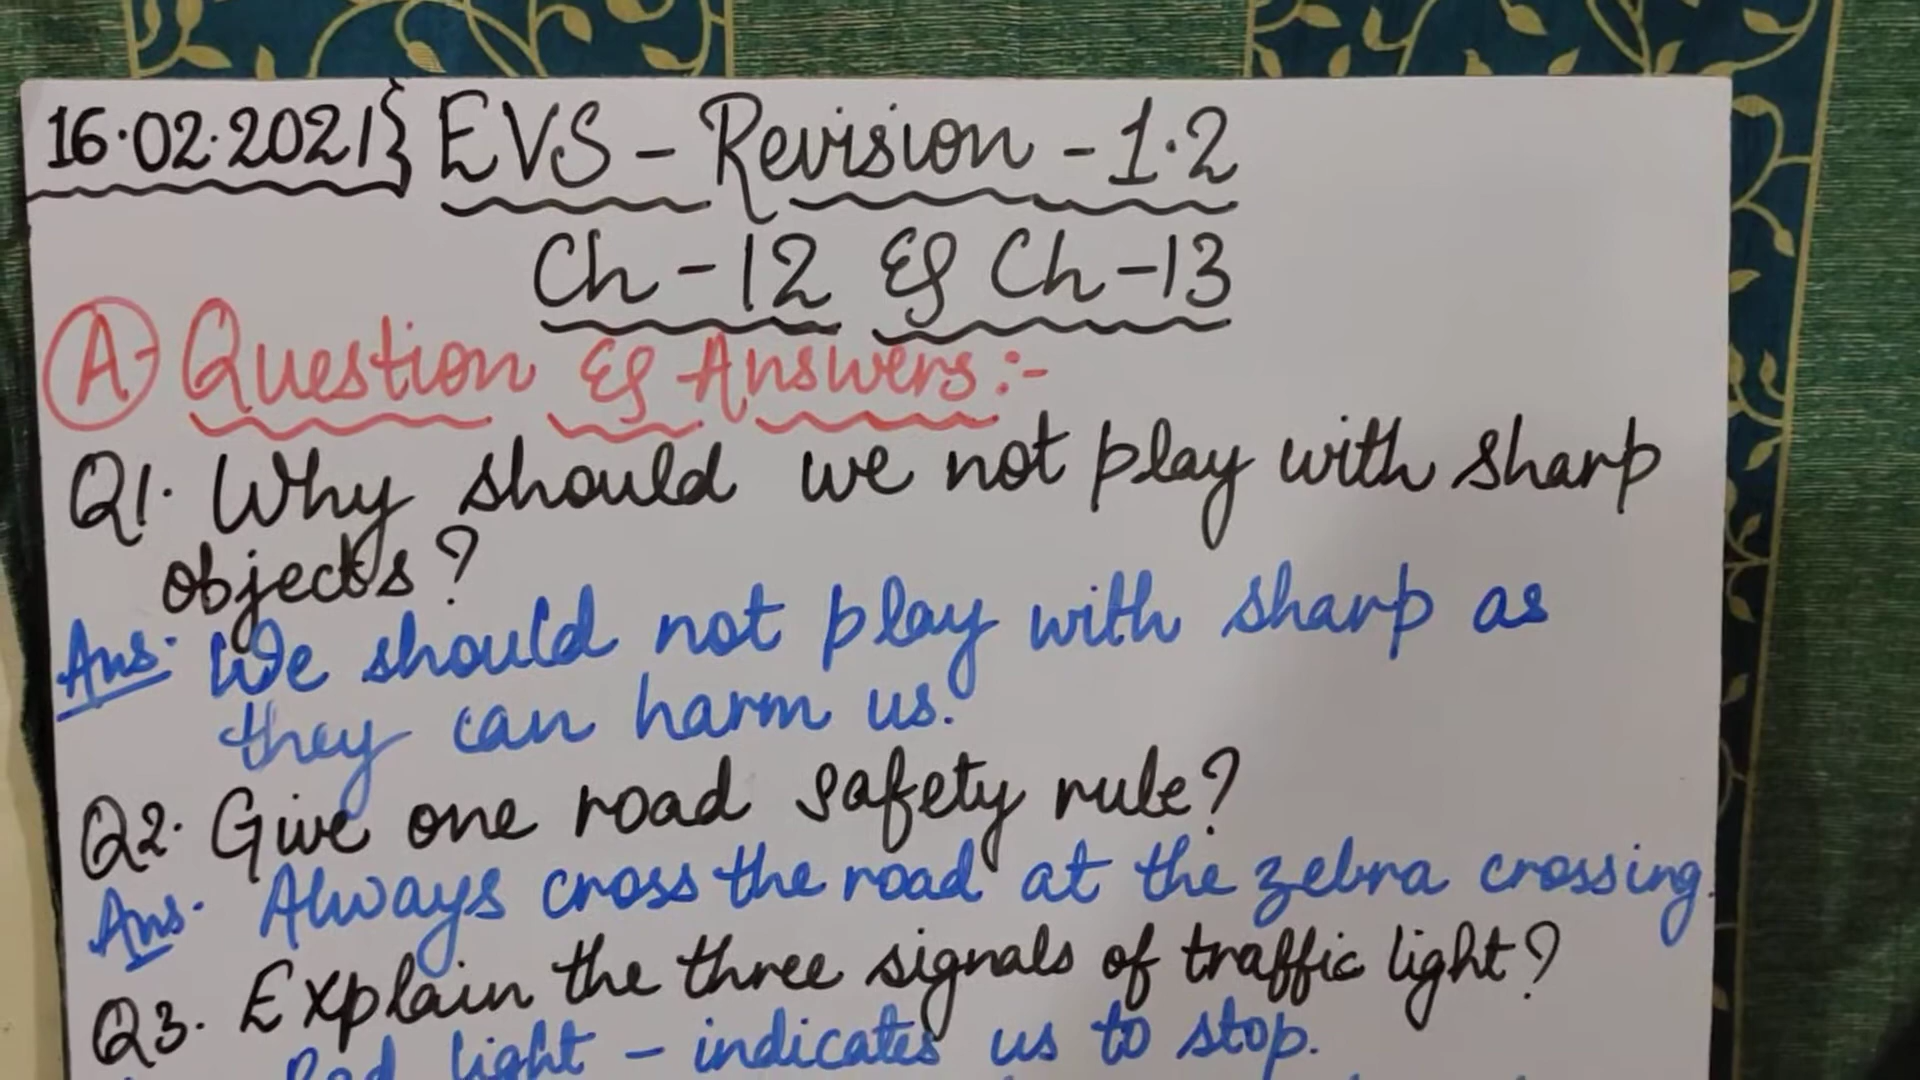 16.02.2021} EVS - Revision - 1.2
Ch - 12 & Ch - 13
A- Question & Answers :-
Q1. Why should we not play with sharp
objects?
Ans. We should not play with sharp as
they can harm us.
Q2. Give one road safety rule?
Ans. Always cross the road at the zebra crossing.
Q3. Explain the three signals of traffic light?
Red light - indicates us to stop.